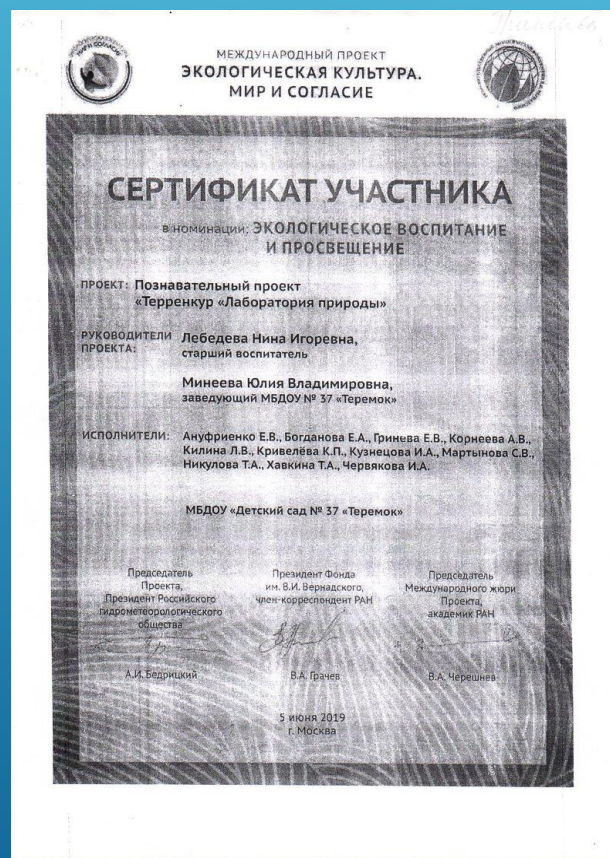 МЕЖДУНАРОДНЫЙ ПРОЕКТ
ЭКОЛОГИЧЕСКАЯ КУЛЬТУРА.
МИР И СОГЛАСИЕ
СЕРТИФИКАТ УЧАСТНИКА
в номинации: ЭКОЛОГИЧЕСКОЕ ВОСПИТАНИЕ
И ПРОСВЕЩЕНИЕ
ПРОЕКТ: Познавательный проект
«Терренкур «Лаборатория природы»
РУКОВОДИТЕЛИ
ПРОЕКТА:
Лебедева Нина Игоревна,
старший воспитатель
Минеева Юлия Владимировна,
заведующий МБДОУ № 37 «Теремок»
ИСПОЛНИТЕЛИ: Ануфриенко Е.В., Богданова Е.А., Гринева Е.В., Корнеева А.В.,
Килина Л.В., Кривелёва К.П., Кузнецова И.А., Мартынова С.В.,
Никулова Т.А., Хавкина Т.А., Червякова И.А.
МБДОУ «Детский сад № 37 «Теремок»
Председатель
Проекта,
Президент Российского
гидрометеорологического
общества
А.И. Бедрицкий
Президент Фонда
им. В.И. Вернадского,
член-корреспондент РАН
В.А. Грачев
Председатель
Международного жюри
Проекта,
академик РАН
В.А. Черешнев
5 июня 2019
г. Москва